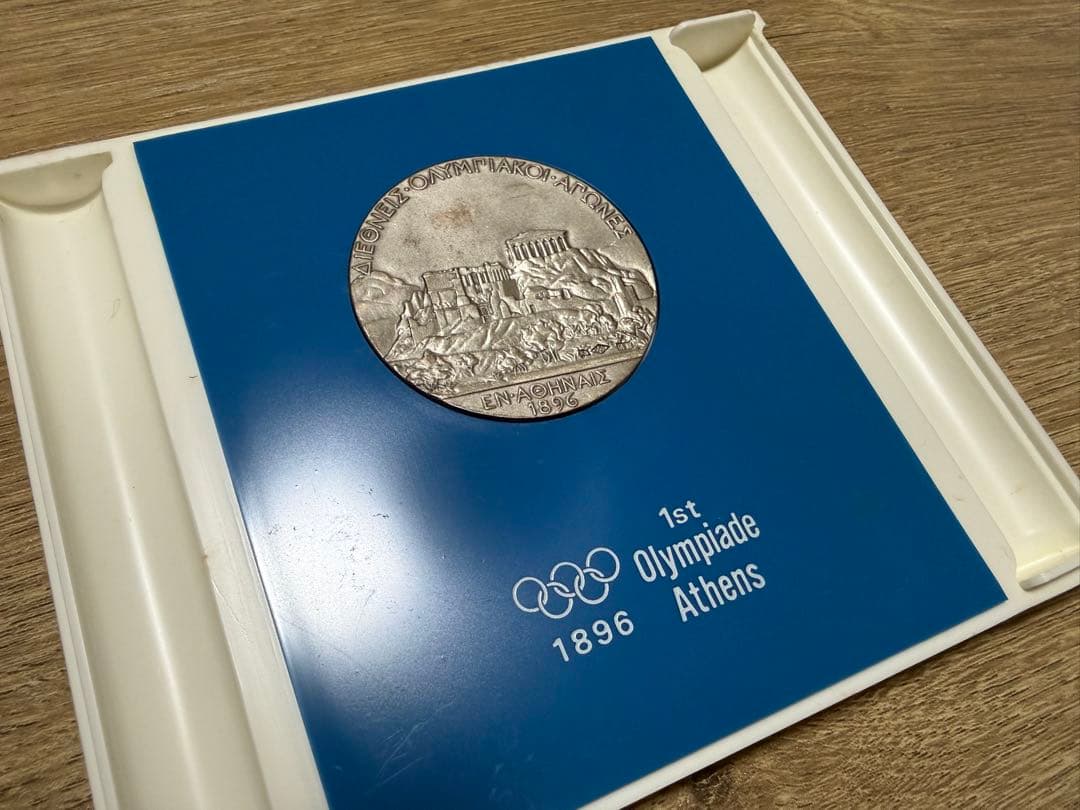 ΔΙΕΘΝΕΙΣ·ΟΛΥΜΠΙΑΚΟΙ·ΑΓΩΝΕΣ
ΕΝ·ΑΘΗΝΑΙΣ
1896
1st
Olympiade
1896 Athens